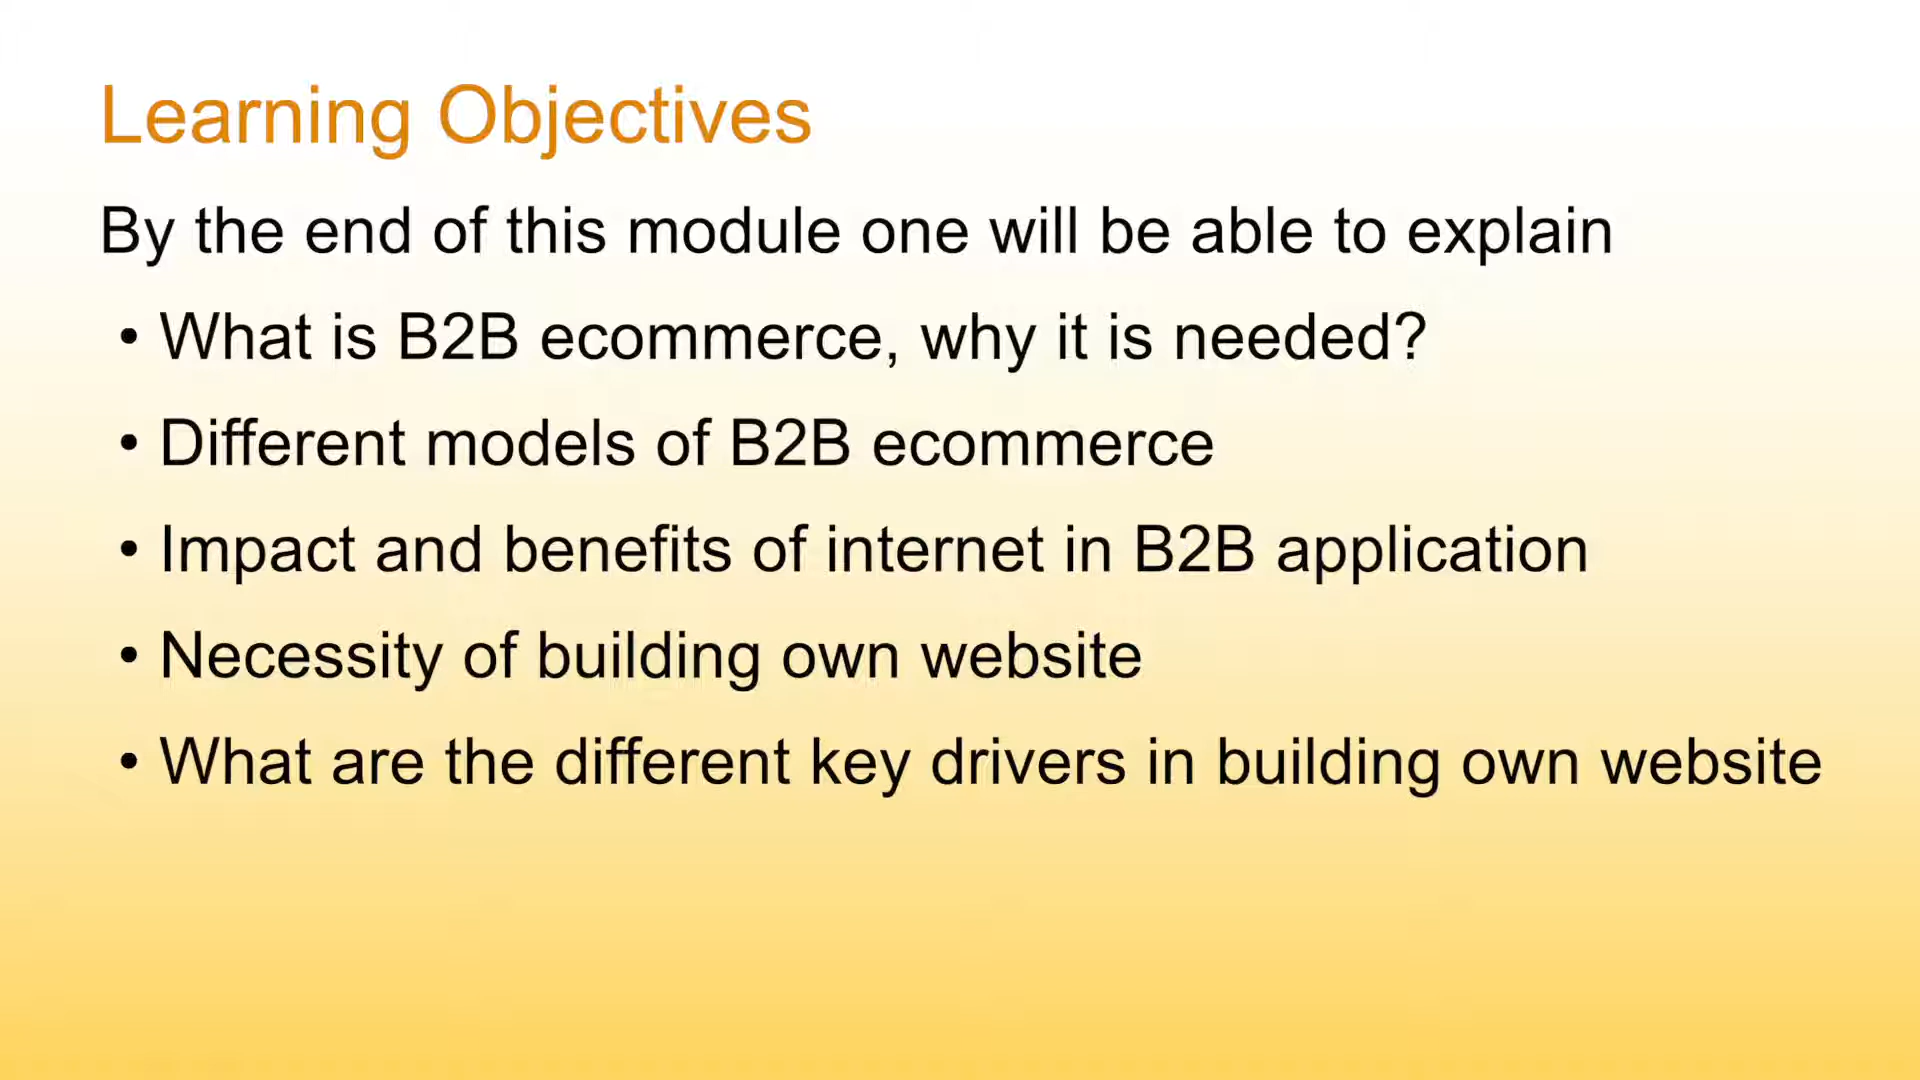 Learning Objectives
By the end of this module one will be able to explain
• What is B2B ecommerce, why it is needed?
• Different models of B2B ecommerce
• Impact and benefits of internet in B2B application
• Necessity of building own website
• What are the different key drivers in building own website